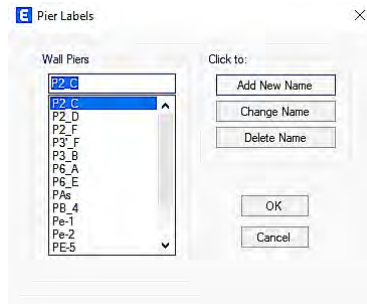 E Pier Labels
Wall Piers
Click to:
P2_C
Add New Name
P2_C
P2_D
P2_F
P3'_F
P3_B
P6_A
P6_E
PAs
PB_4
Pe-1
Pe-2
PE-5
Change Name
Delete Name
OK
Cancel